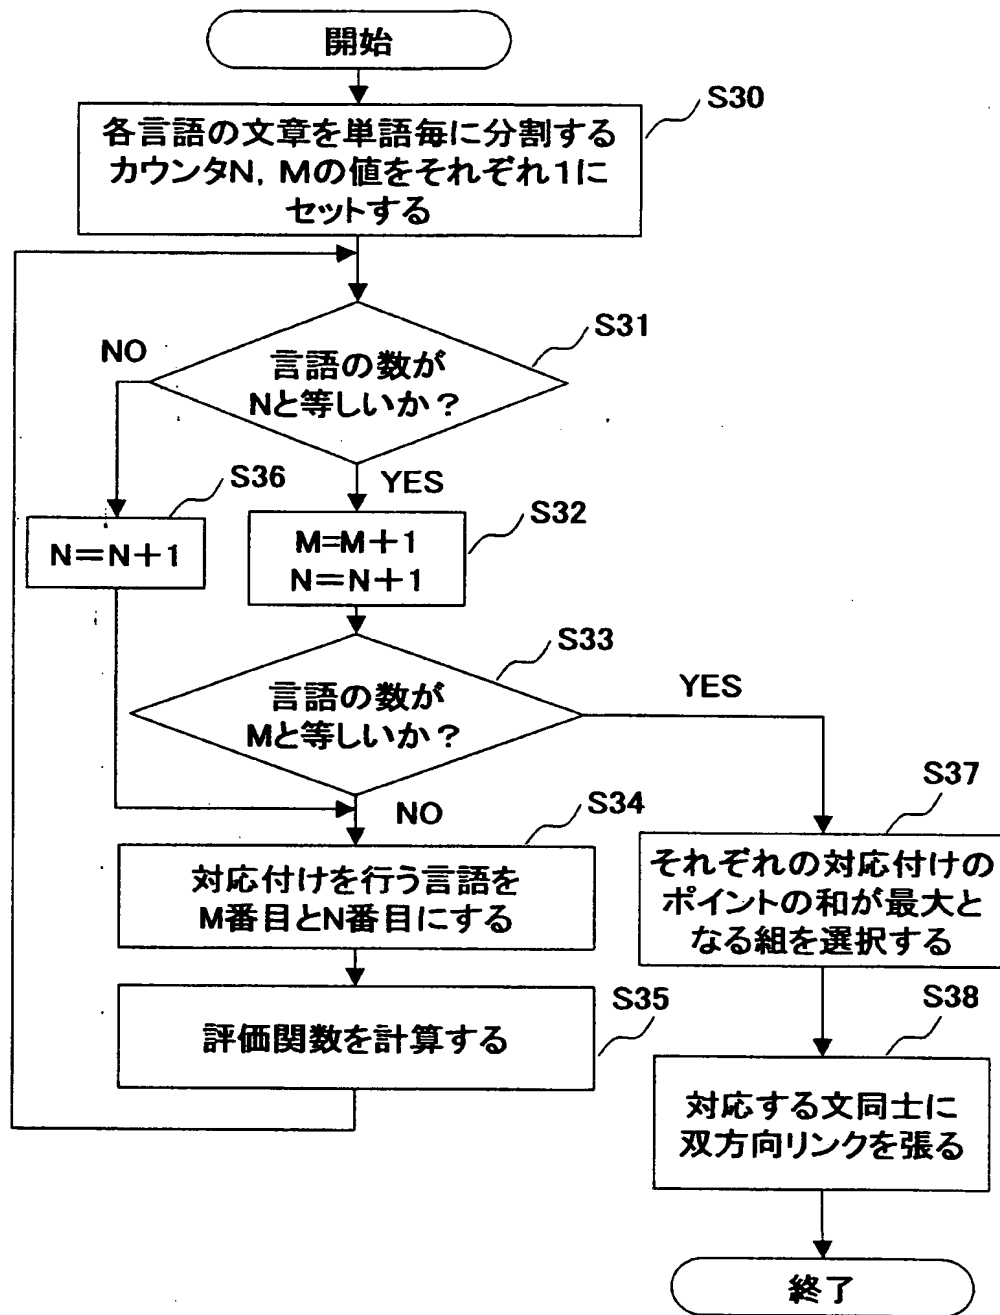 開始
S30
各言語の文章を単語毎に分割する
カウンタN, Mの値をそれぞれ1に
セットする
S31
NO
言語の数が
Nと等しいか?
YES
S36
N=N+1
S32
M=M+1
N=N+1
S33
言語の数が
Mと等しいか?
YES
NO
S34
対応付けを行う言語を
M番目とN番目にする
S35
評価関数を計算する
S37
それぞれの対応付けの
ポイントの和が最大と
なる組を選択する
S38
対応する文同士に
双方向リンクを張る
終了